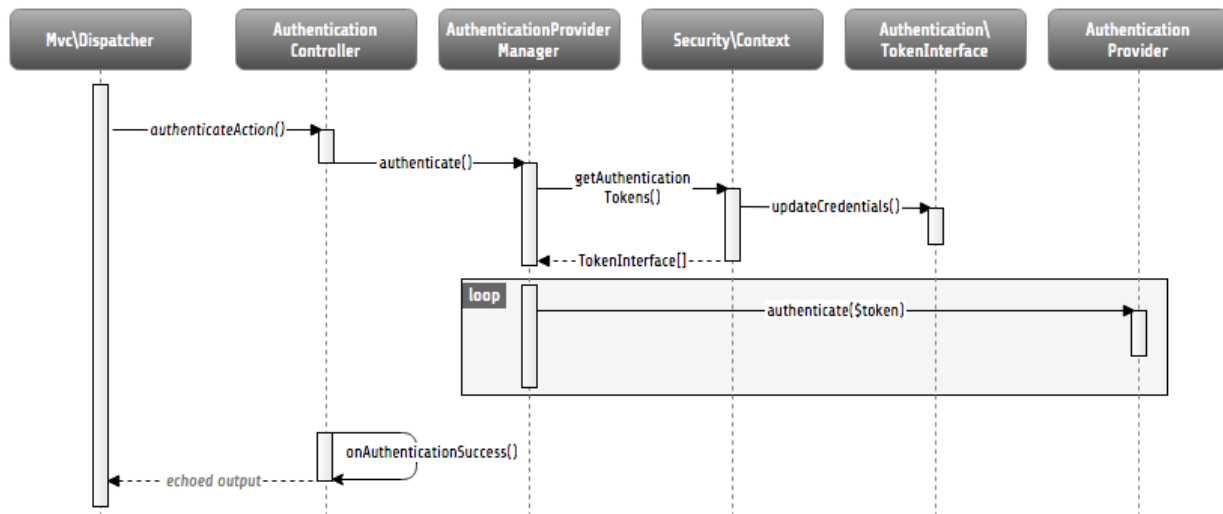 Mvc\Dispatcher
Authentication
Controller
AuthenticationProvider
Manager
Security\Context
Authentication\
TokenInterface
Authentication
Provider
authenticateAction()
authenticate()
getAuthentication
Tokens()
updateCredentials()
TokenInterface[]
loop
authenticate($token)
onAuthenticationSuccess()
echoed output